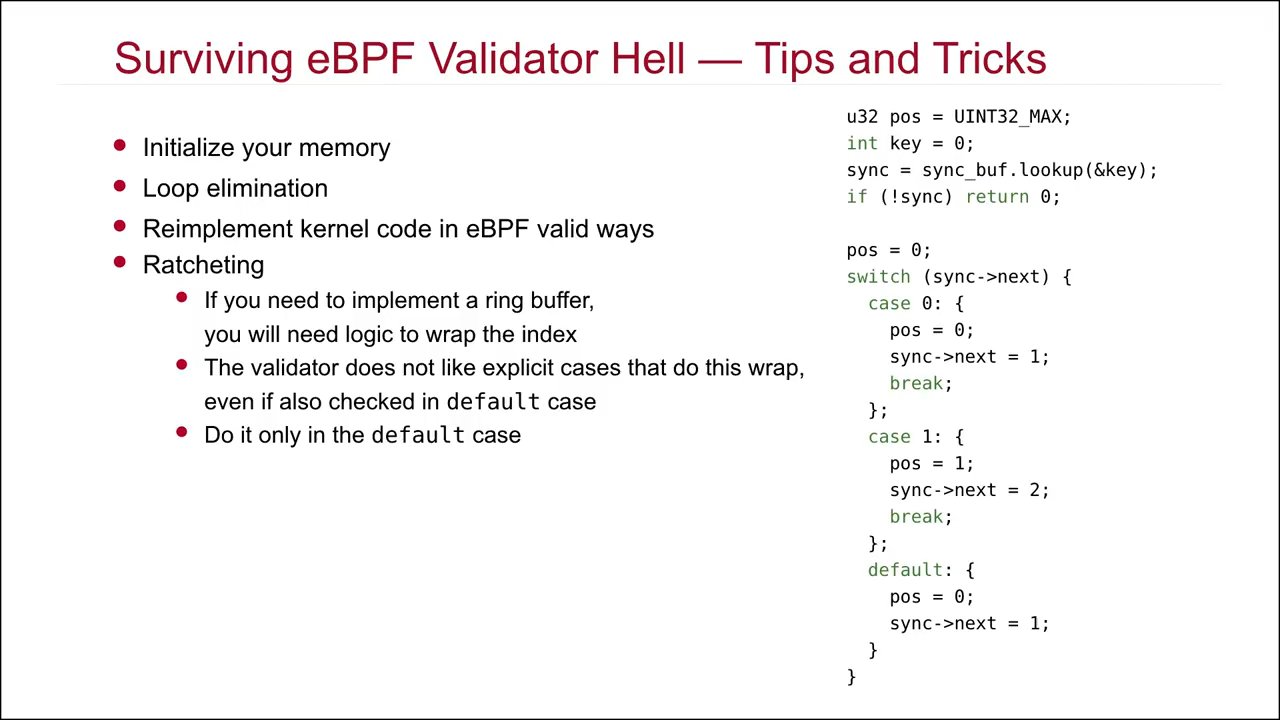 Surviving eBPF Validator Hell — Tips and Tricks
Initialize your memory
Loop elimination
Reimplement kernel code in eBPF valid ways
Ratcheting
If you need to implement a ring buffer,
you will need logic to wrap the index
The validator does not like explicit cases that do this wrap,
even if also checked in default case
Do it only in the default case
u32 pos = UINT32_MAX;
int key = 0;
sync = sync_buf.lookup(&key);
if (!sync) return 0;
pos = 0;
switch (sync->next) {
case 0: {
pos = 0;
sync->next = 1;
break;
};
case 1: {
pos = 1;
sync->next = 2;
break;
};
default: {
pos = 0;
sync->next = 1;
}
}